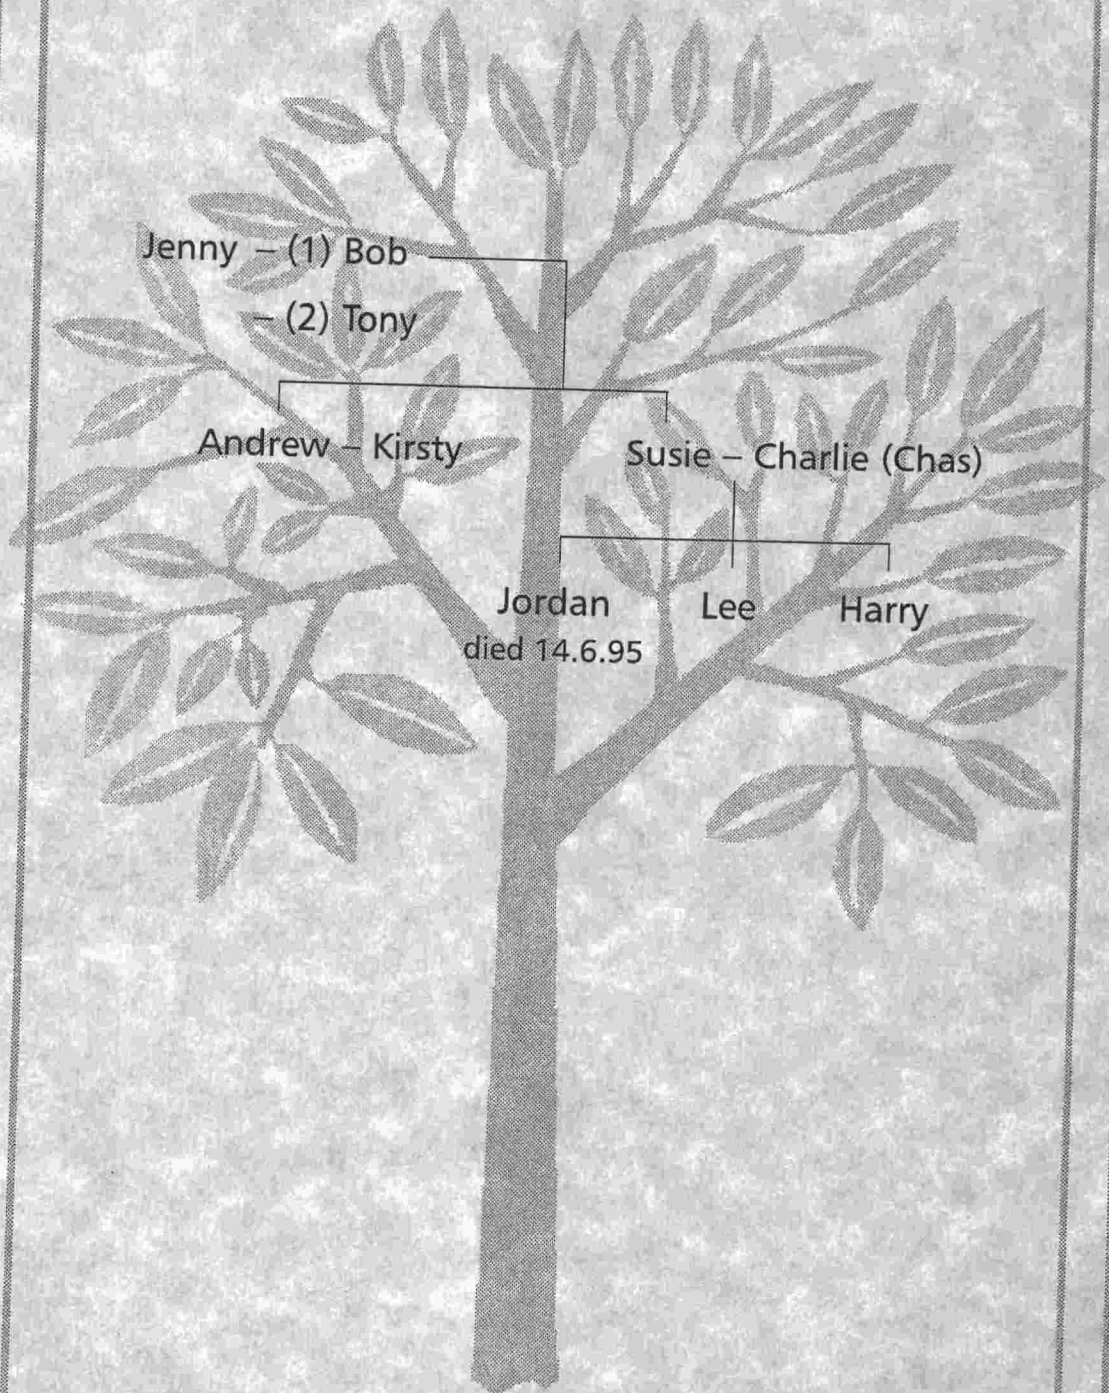 Jenny – (1) Bob
– (2) Tony
Andrew – Kirsty
Susie – Charlie (Chas)
Jordan
Lee
Harry
died 14.6.95